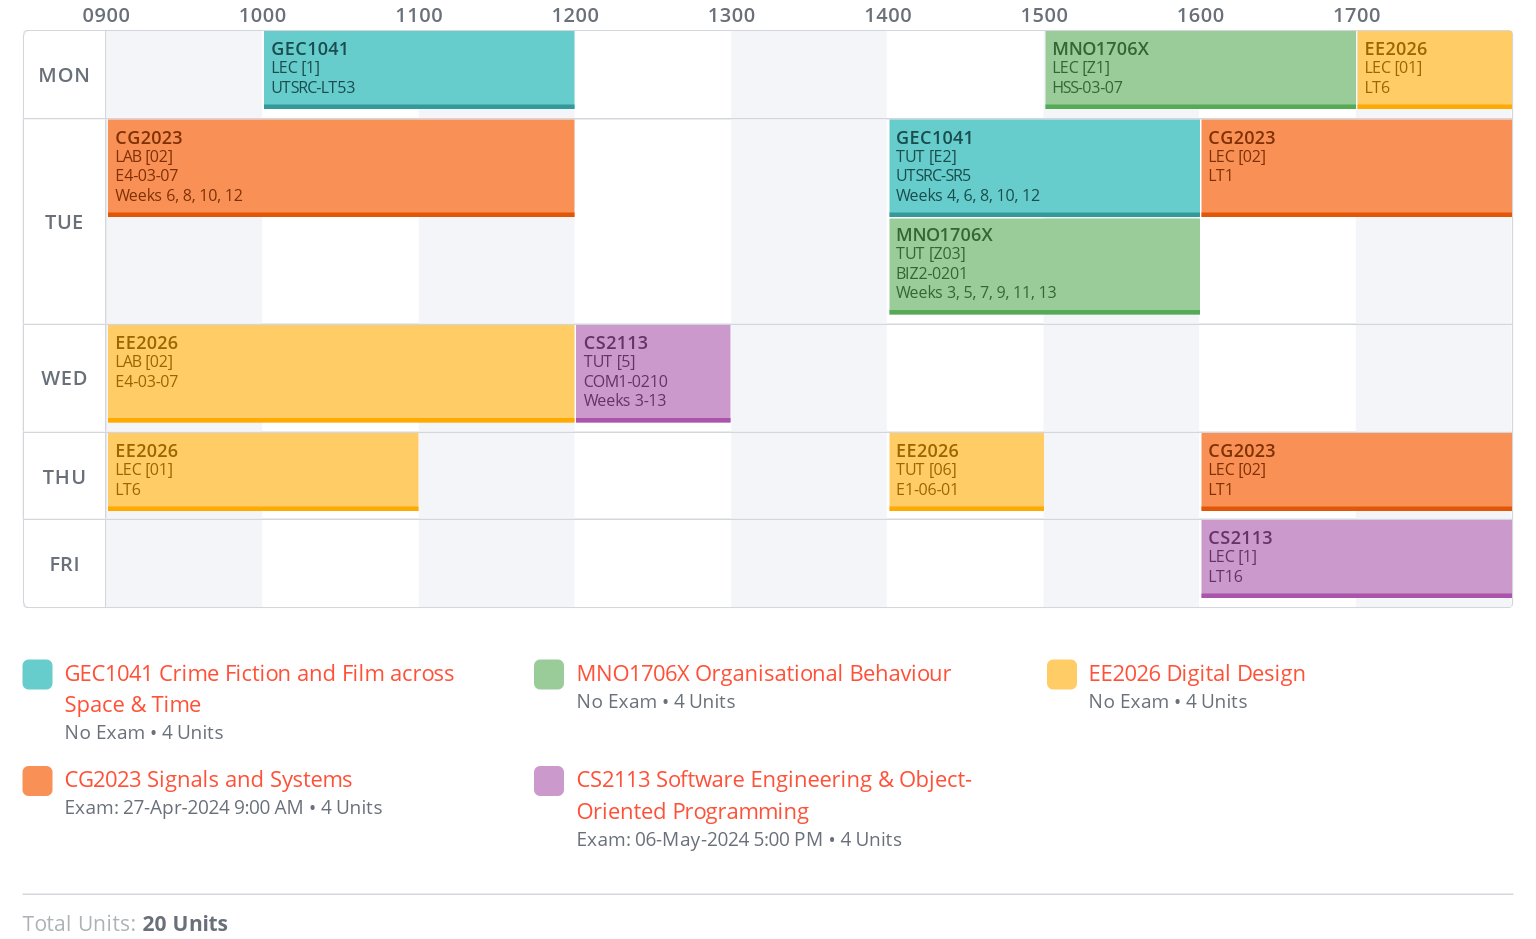 0900 1000 1100 1200 1300 1400 1500 1600 1700
MON
GEC1041
LEC [1]
UTSRC-LT53
MNO1706X
LEC [Z1]
HSS-03-07
EE2026
LEC [01]
LT6
TUE
CG2023
LAB [02]
E4-03-07
Weeks 6, 8, 10, 12
GEC1041
TUT [E2]
UTSRC-SR5
Weeks 4, 6, 8, 10, 12
CG2023
LEC [02]
LT1
MNO1706X
TUT [Z03]
BIZ2-0201
Weeks 3, 5, 7, 9, 11, 13
WED
EE2026
LAB [02]
E4-03-07
CS2113
TUT [5]
COM1-0210
Weeks 3-13
THU
EE2026
LEC [01]
LT6
EE2026
TUT [06]
E1-06-01
CG2023
LEC [02]
LT1
FRI
CS2113
LEC [1]
LT16
GEC1041 Crime Fiction and Film across
Space & Time
No Exam • 4 Units
MNO1706X Organisational Behaviour
No Exam • 4 Units
EE2026 Digital Design
No Exam • 4 Units
CG2023 Signals and Systems
Exam: 27-Apr-2024 9:00 AM • 4 Units
CS2113 Software Engineering & Object-
Oriented Programming
Exam: 06-May-2024 5:00 PM • 4 Units
Total Units: 20 Units